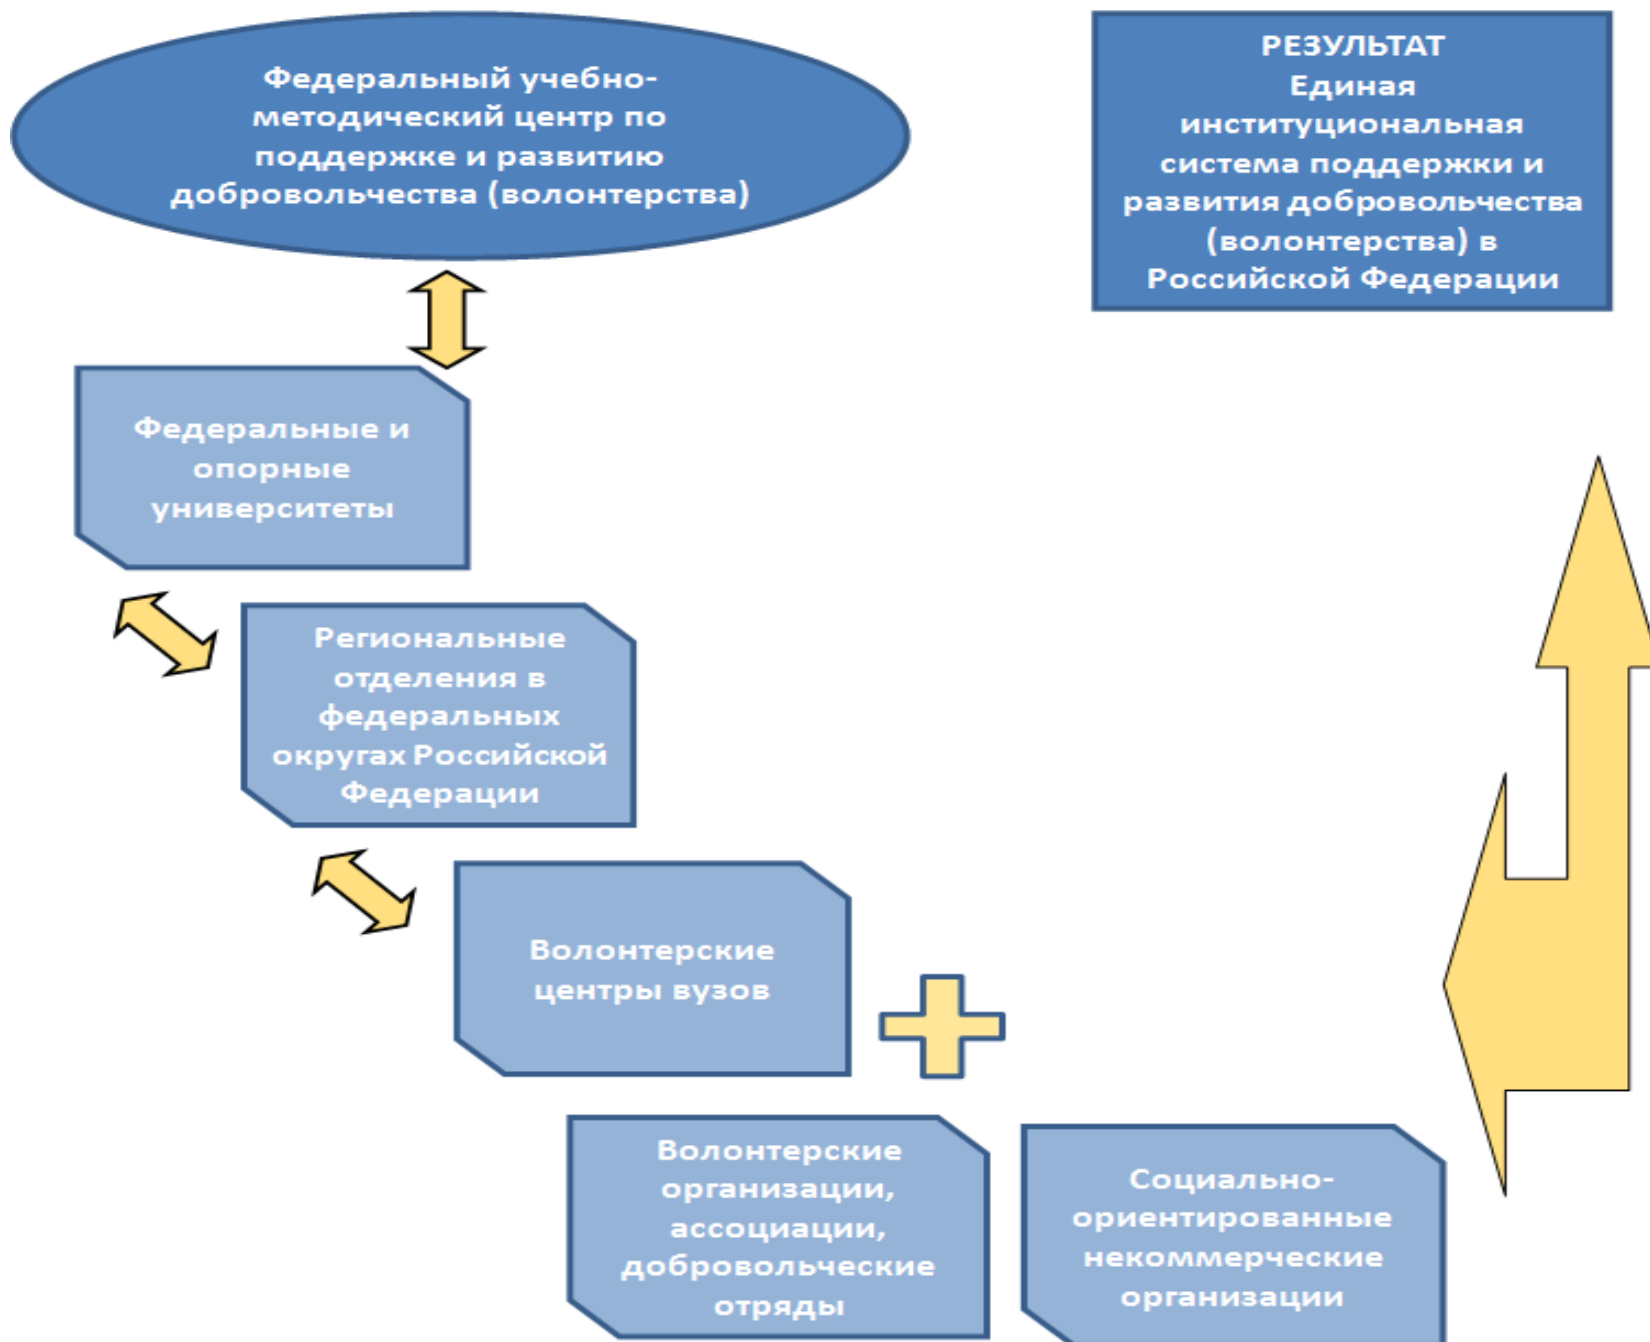 Федеральный учебно-
методический центр по
поддержке и развитию
добровольчества (волонтерства)
РЕЗУЛЬТАТ
Единая
институциональная
система поддержки и
развития добровольчества
(волонтерства) в
Российской Федерации
Федеральные и
опорные
университеты
Региональные
отделения в
федеральных
округах Российской
Федерации
Волонтерские
центры вузов
Волонтерские
организации,
ассоциации,
добровольческие
отряды
Социально-
ориентированные
некоммерческие
организации